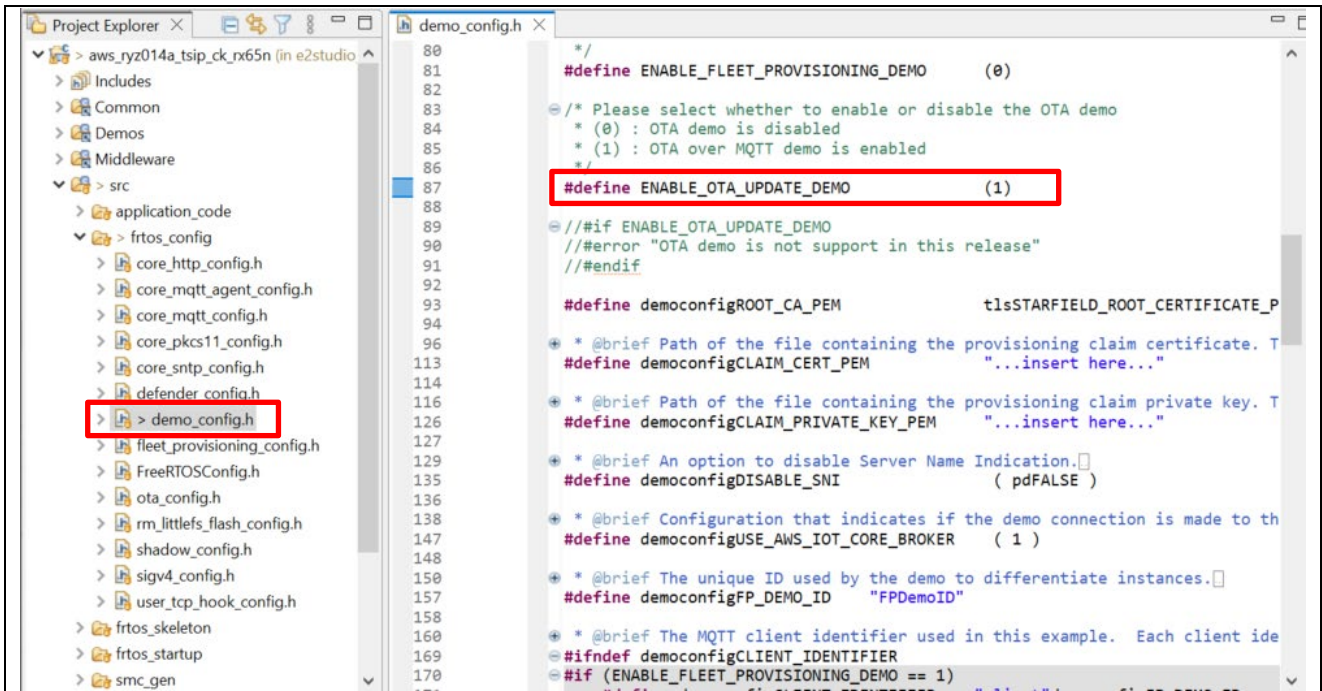 Project Explorer
> aws_ryz014a_tsip_ck_rx65n (in e2studio
Includes
Common
Demos
Middleware
> src
application_code
> frtos_config
core_http_config.h
core_mqtt_agent_config.h
core_mqtt_config.h
core_pkcs11_config.h
core_sntp_config.h
defender_config.h
> demo_config.h
fleet_provisioning_config.h
FreeRTOSConfig.h
ota_config.h
rm_littlefs_flash_config.h
shadow_config.h
sigv4_config.h
user_tcp_hook_config.h
frtos_skeleton
frtos_startup
smc_gen
demo_config.h
80 */
81 #define ENABLE_FLEET_PROVISIONING_DEMO (0)
82
83 /* Please select whether to enable or disable the OTA demo
84 * (0) : OTA demo is disabled
85 * (1) : OTA over MQTT demo is enabled
86 */
87 #define ENABLE_OTA_UPDATE_DEMO (1)
88
89 //#if ENABLE_OTA_UPDATE_DEMO
90 //#error "OTA demo is not support in this release"
91 //#endif
92
93 #define democonfigROOT_CA_PEM tlsSTARFIELD_ROOT_CERTIFICATE_P
94
96 * @brief Path of the file containing the provisioning claim certificate. T
113 #define democonfigCLAIM_CERT_PEM "...insert here..."
114
116 * @brief Path of the file containing the provisioning claim private key. T
126 #define democonfigCLAIM_PRIVATE_KEY_PEM "...insert here..."
127
129 * @brief An option to disable Server Name Indication.
135 #define democonfigDISABLE_SNI ( pdFALSE )
136
138 * @brief Configuration that indicates if the demo connection is made to th
147 #define democonfigUSE_AWS_IOT_CORE_BROKER ( 1 )
148
150 * @brief The unique ID used by the demo to differentiate instances.
157 #define democonfigFP_DEMO_ID "FPDemoID"
158
160 * @brief The MQTT client identifier used in this example. Each client ide
169 #ifndef democonfigCLIENT_IDENTIFIER
170 #if (ENABLE_FLEET_PROVISIONING_DEMO == 1)